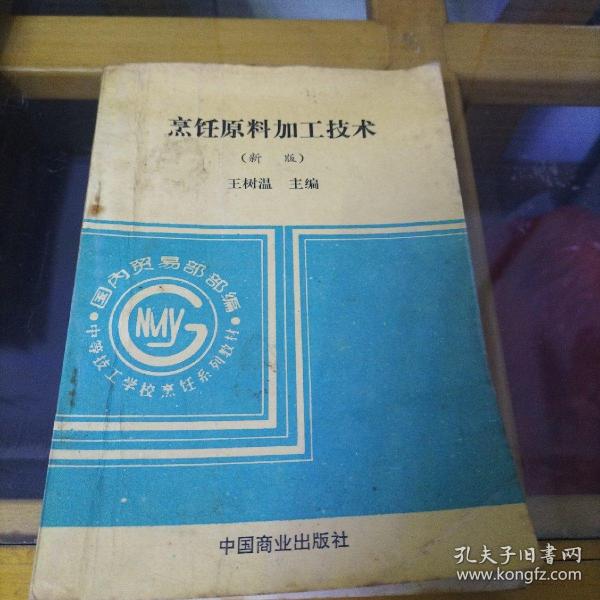 烹饪原料加工技术
(新 版)
王树温 主编
•国内贸易部部编•
中等技工学校烹饪系列教材
GNMY
中国商业出版社
孔夫子旧书网
www.kongfz.com